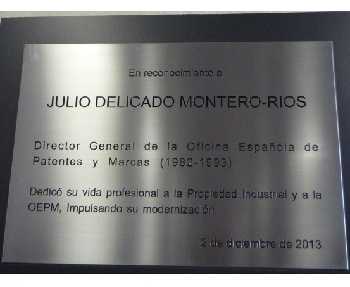 En reconocimiento a
JULIO DELICADO MONTERO-RIOS
Director General de la Oficina Española de
Patentes y Marcas (1982-1993)
Dedicó su vida profesional a la Propiedad Industrial y a la
OEPM, impulsando su modernización
2 de diciembre de 2013